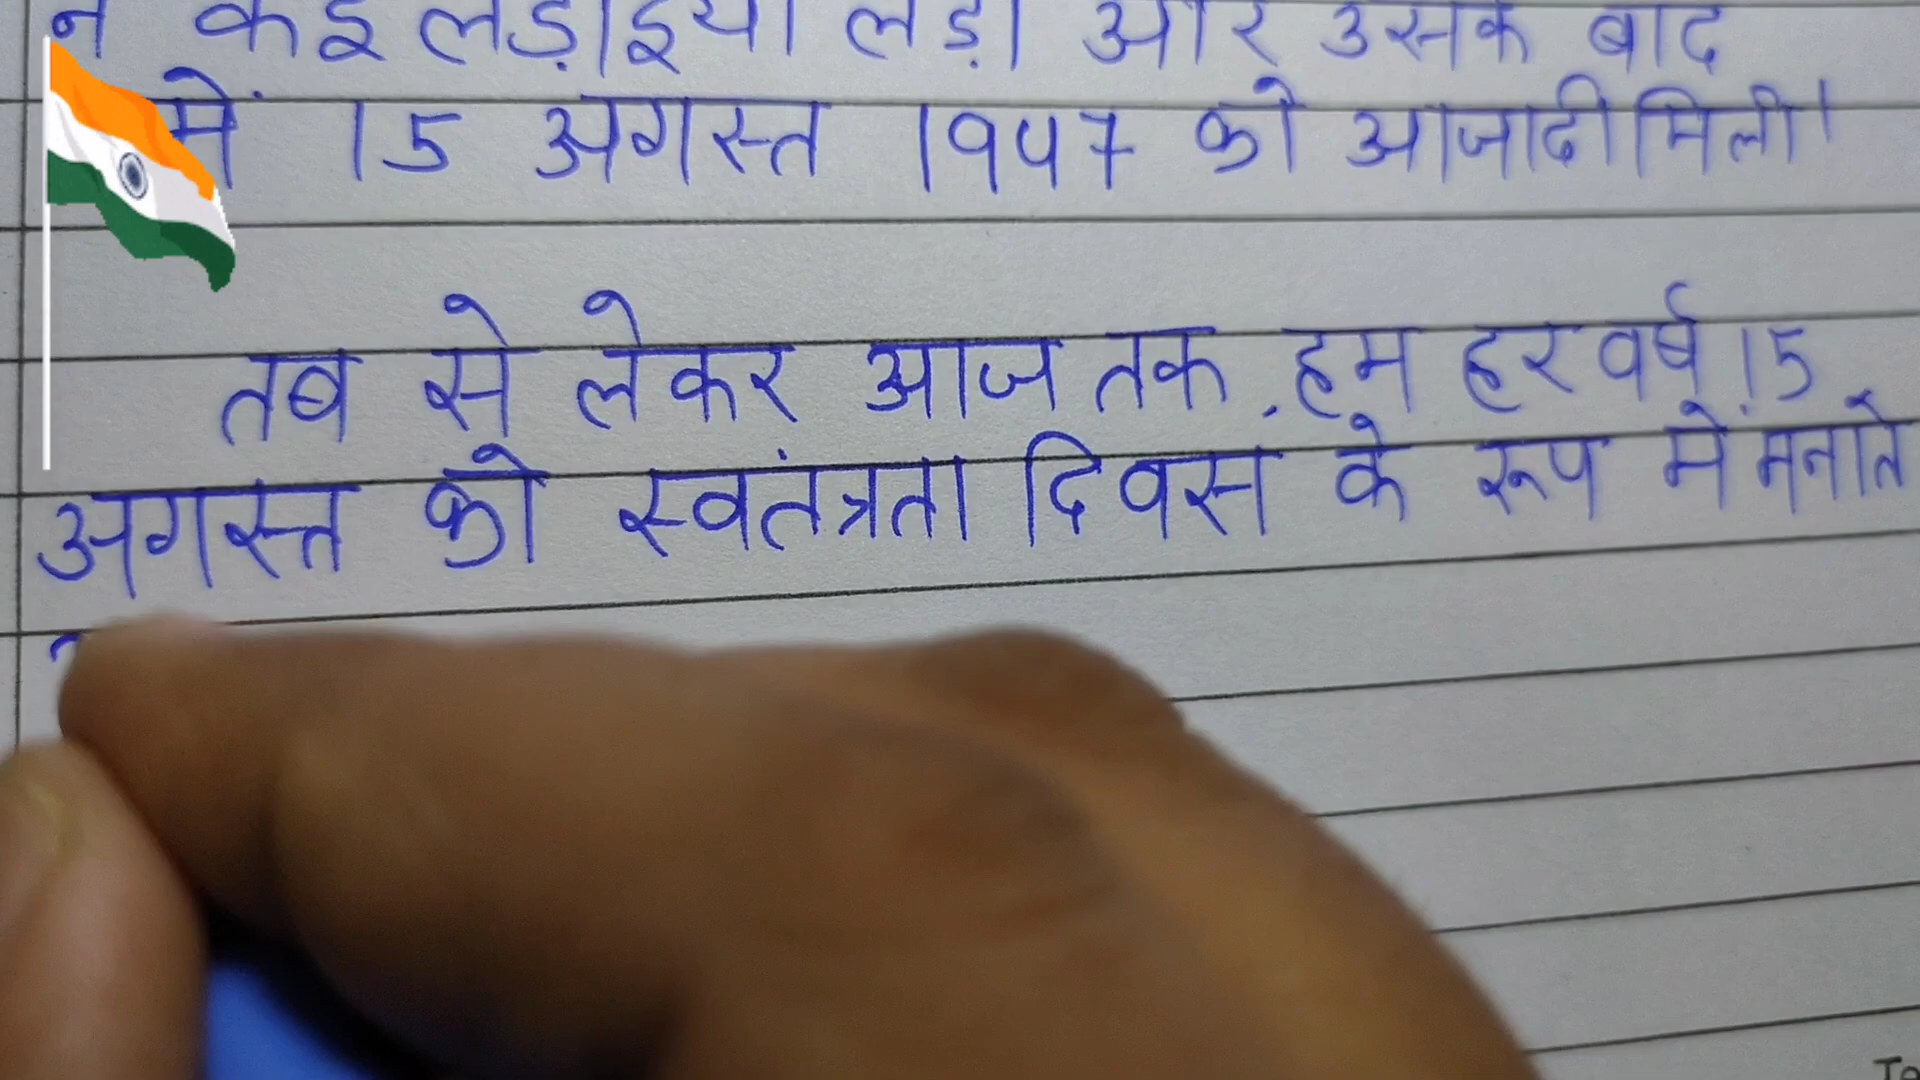 ने कई लड़ाइयां लड़ी और उसके बाद
में 15 अगस्त 1947 को आजादी मिली।
तब से लेकर आज तक हम हर वर्ष 15
अगस्त को स्वतंत्रता दिवस के रूप में मनाते